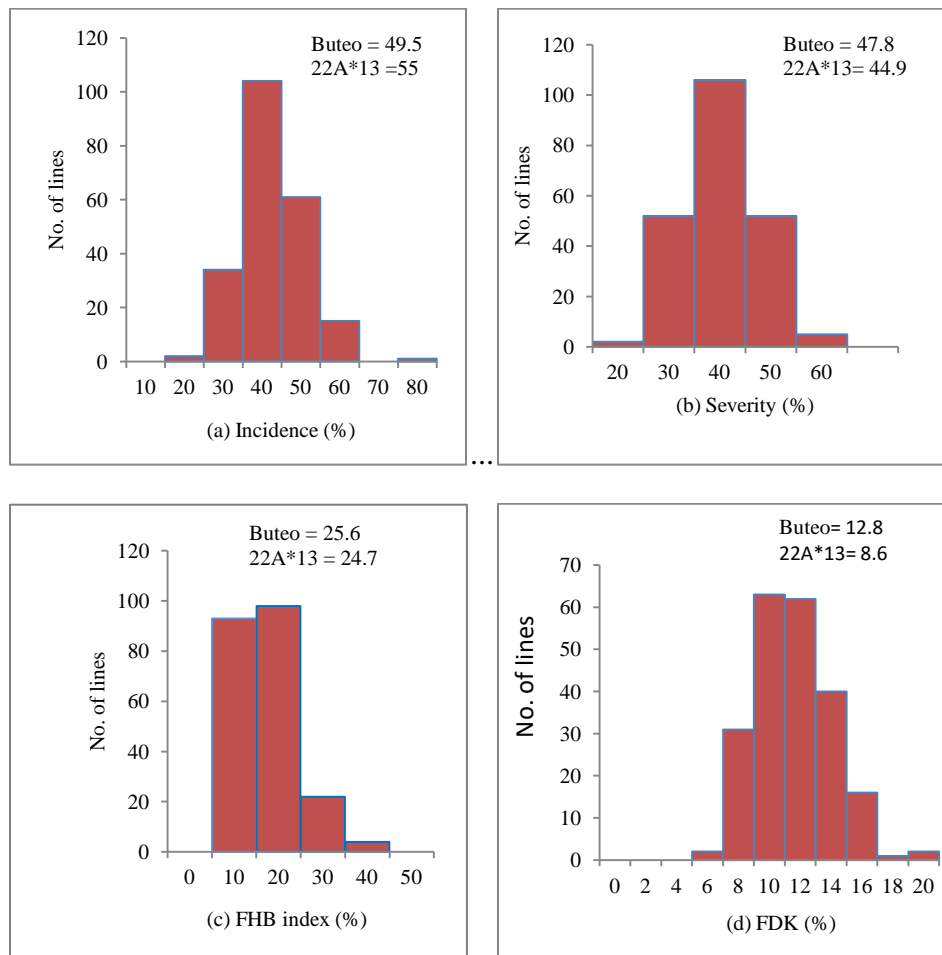 120
100
80
60
40
20
0
No. of lines
Buteo = 49.5
22A*13 =55
10 20 30 40 50 60 70 80
(a) Incidence (%)
120
100
80
60
40
20
0
No. of lines
Buteo = 47.8
22A*13= 44.9
20 30 40 50 60
(b) Severity (%)
...
120
100
80
60
40
20
0
No. of lines
Buteo = 25.6
22A*13 = 24.7
0 10 20 30 40 50
(c) FHB index (%)
70
60
50
40
30
20
10
0
No. of lines
Buteo= 12.8
22A*13= 8.6
0 2 4 6 8 10 12 14 16 18 20
(d) FDK (%)